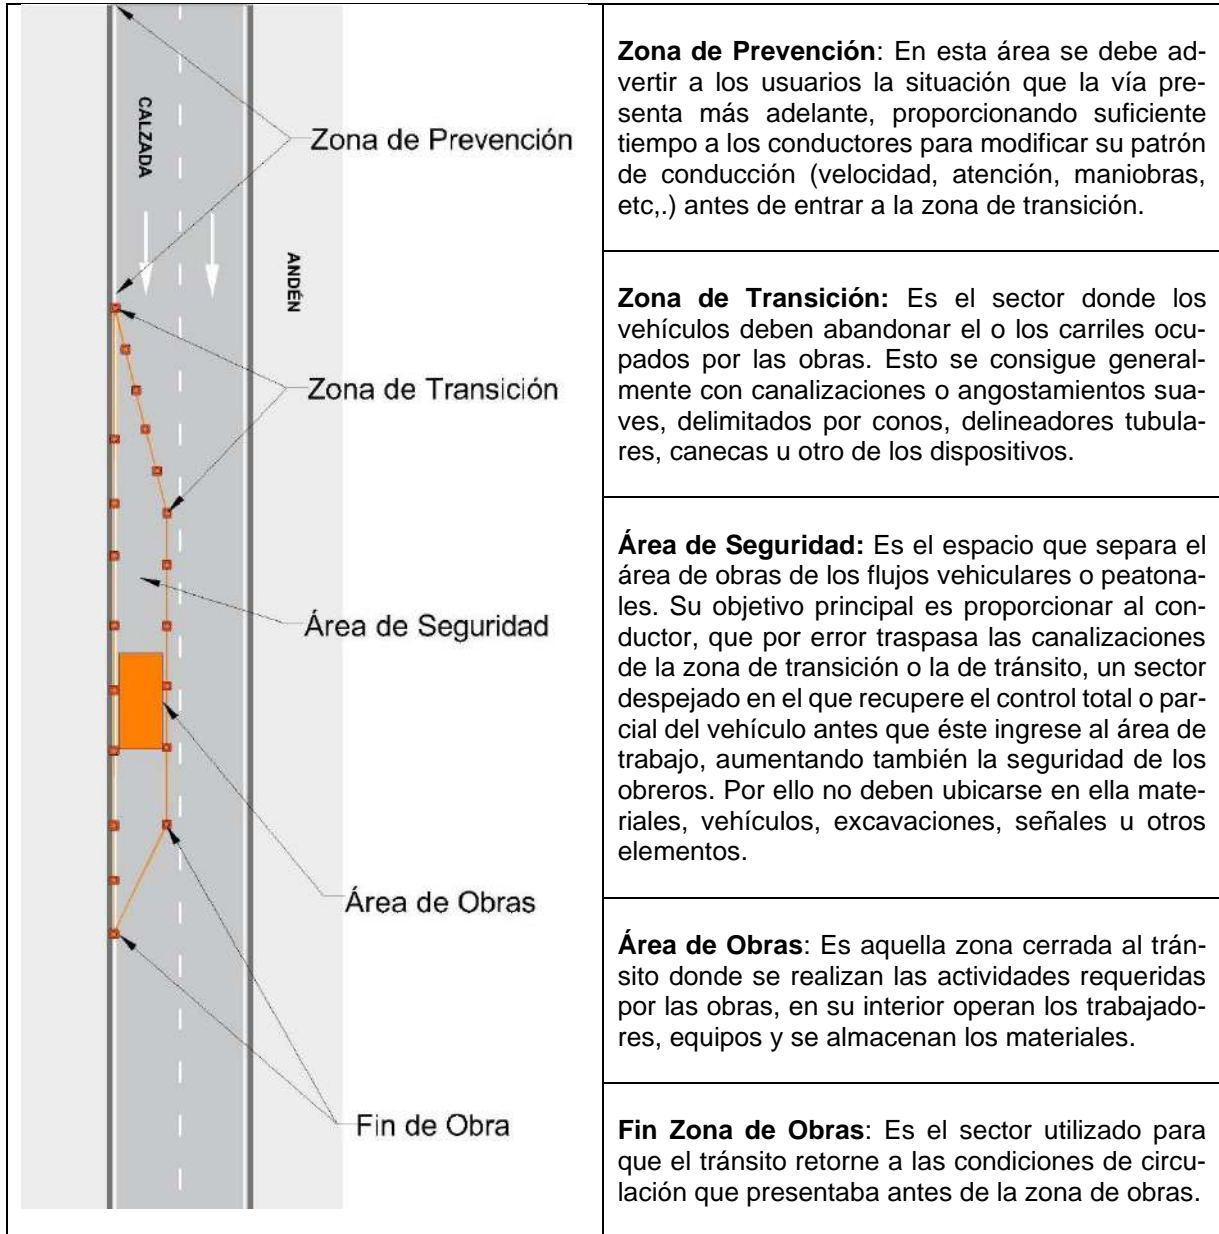 CALZADA
ANDÉN
Zona de Prevención
Zona de Transición
Área de Seguridad
Área de Obras
Fin de Obra
Zona de Prevención: En esta área se debe ad-
vertir a los usuarios la situación que la vía pre-
senta más adelante, proporcionando suficiente
tiempo a los conductores para modificar su patrón
de conducción (velocidad, atención, maniobras,
etc,.) antes de entrar a la zona de transición.
Zona de Transición: Es el sector donde los
vehículos deben abandonar el o los carriles ocu-
pados por las obras. Esto se consigue general-
mente con canalizaciones o angostamientos sua-
ves, delimitados por conos, delineadores tubula-
res, canecas u otro de los dispositivos.
Área de Seguridad: Es el espacio que separa el
área de obras de los flujos vehiculares o peatona-
les. Su objetivo principal es proporcionar al con-
ductor, que por error traspasa las canalizaciones
de la zona de transición o la de tránsito, un sector
despejado en el que recupere el control total o par-
cial del vehículo antes que éste ingrese al área de
trabajo, aumentando también la seguridad de los
obreros. Por ello no deben ubicarse en ella mate-
riales, vehículos, excavaciones, señales u otros
elementos.
Área de Obras: Es aquella zona cerrada al trán-
sito donde se realizan las actividades requeridas
por las obras, en su interior operan los trabajado-
res, equipos y se almacenan los materiales.
Fin Zona de Obras: Es el sector utilizado para
que el tránsito retorne a las condiciones de circu-
lación que presentaba antes de la zona de obras.